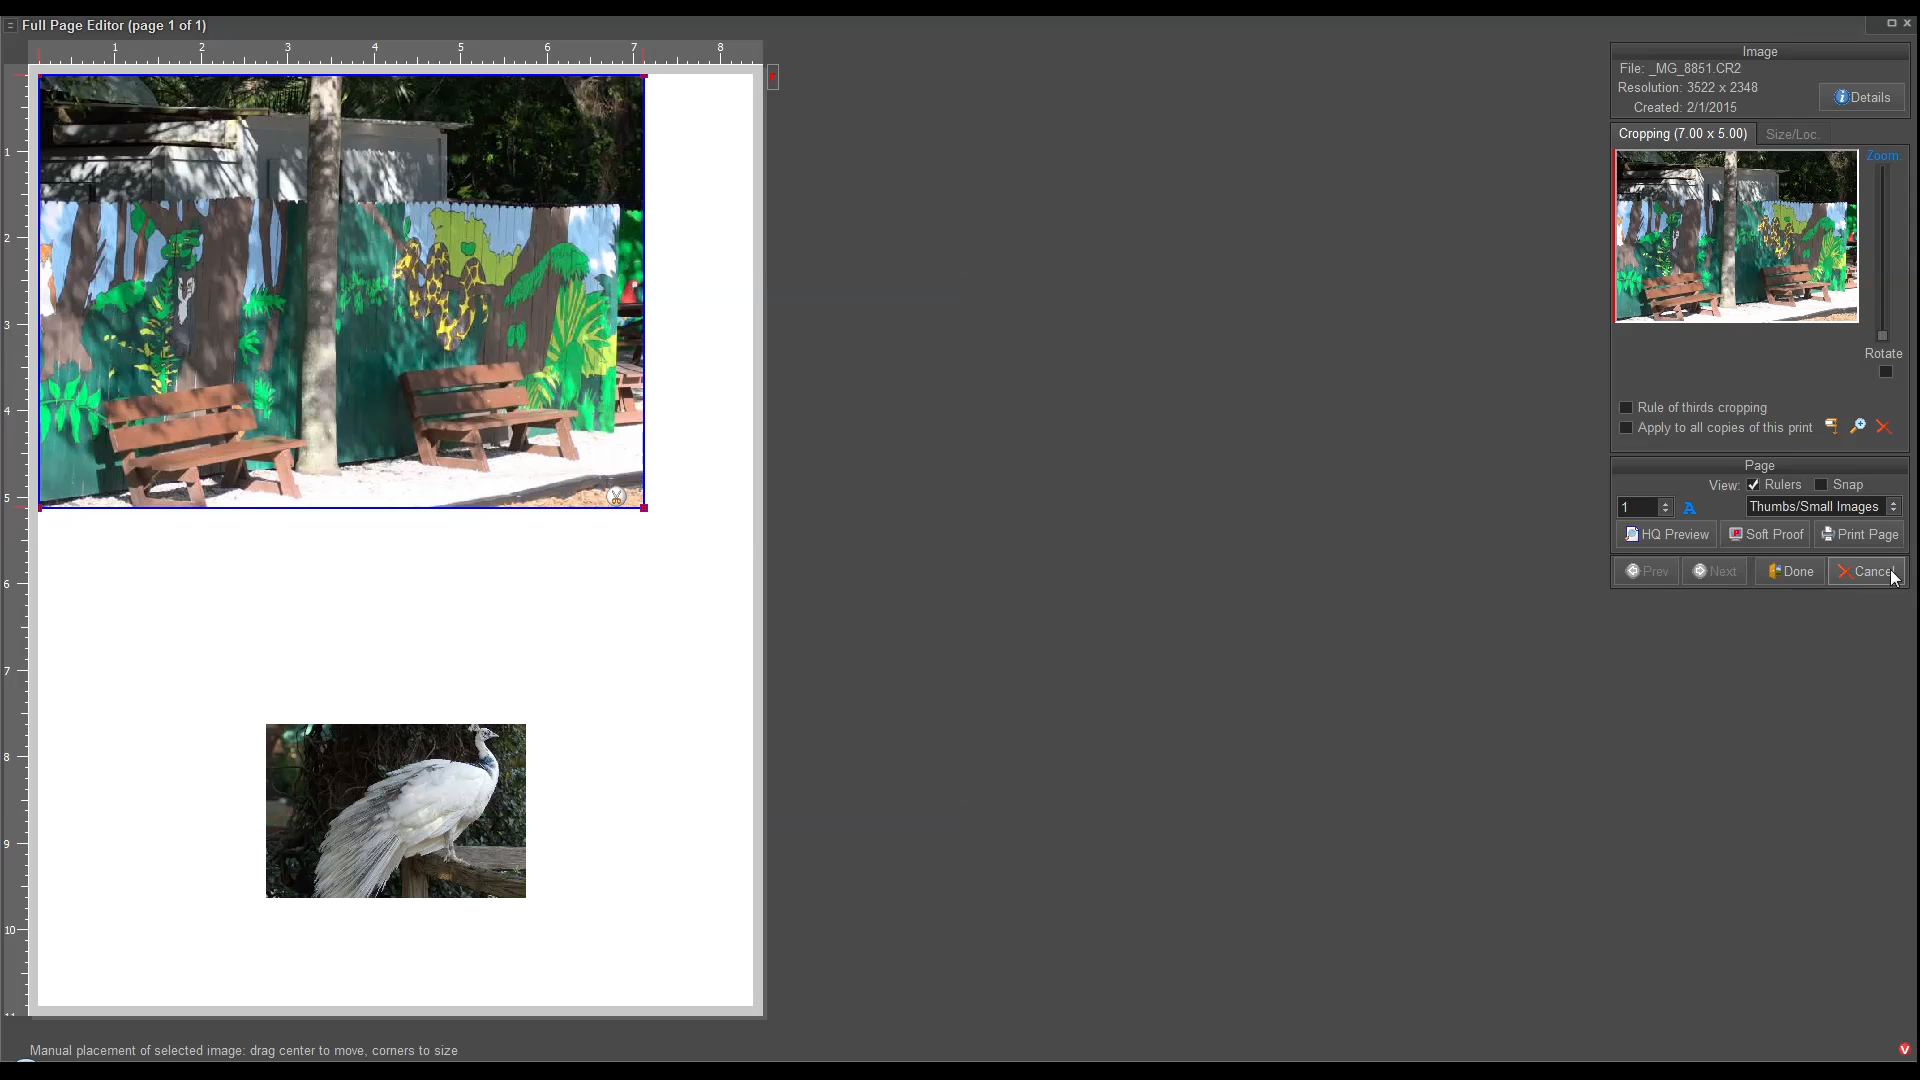 Full Page Editor (page 1 of 1)
1 2 3 4 5 6 7 8
1
2
3
4
5
6
7
8
9
10
Image
File: _MG_8851.CR2
Resolution: 3522 x 2348
Created: 2/1/2015
Details
Cropping (7.00 x 5.00) Size/Loc.
Zoom:
Rotate
Rule of thirds cropping
Apply to all copies of this print
Page
View: Rulers Snap
1 A Thumbs/Small Images
HQ Preview Soft Proof Print Page
Prev Next Done Cancel
Manual placement of selected image: drag center to move, corners to size
V